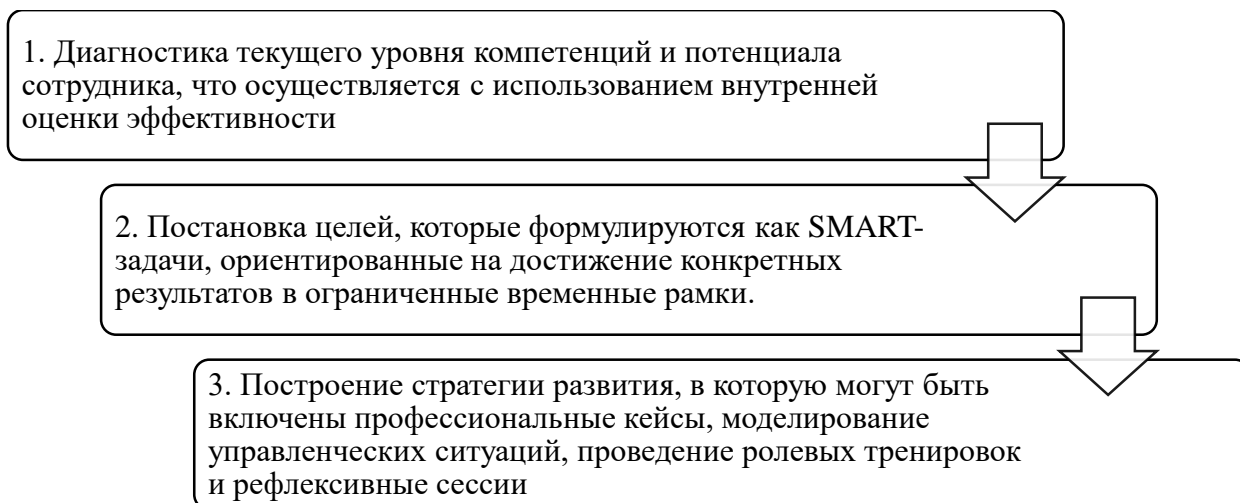 1. Диагностика текущего уровня компетенций и потенциала
сотрудника, что осуществляется с использованием внутренней
оценки эффективности
2. Постановка целей, которые формулируются как SMART-
задачи, ориентированные на достижение конкретных
результатов в ограниченные временные рамки.
3. Построение стратегии развития, в которую могут быть
включены профессиональные кейсы, моделирование
управленческих ситуаций, проведение ролевых тренировок
и рефлексивные сессии